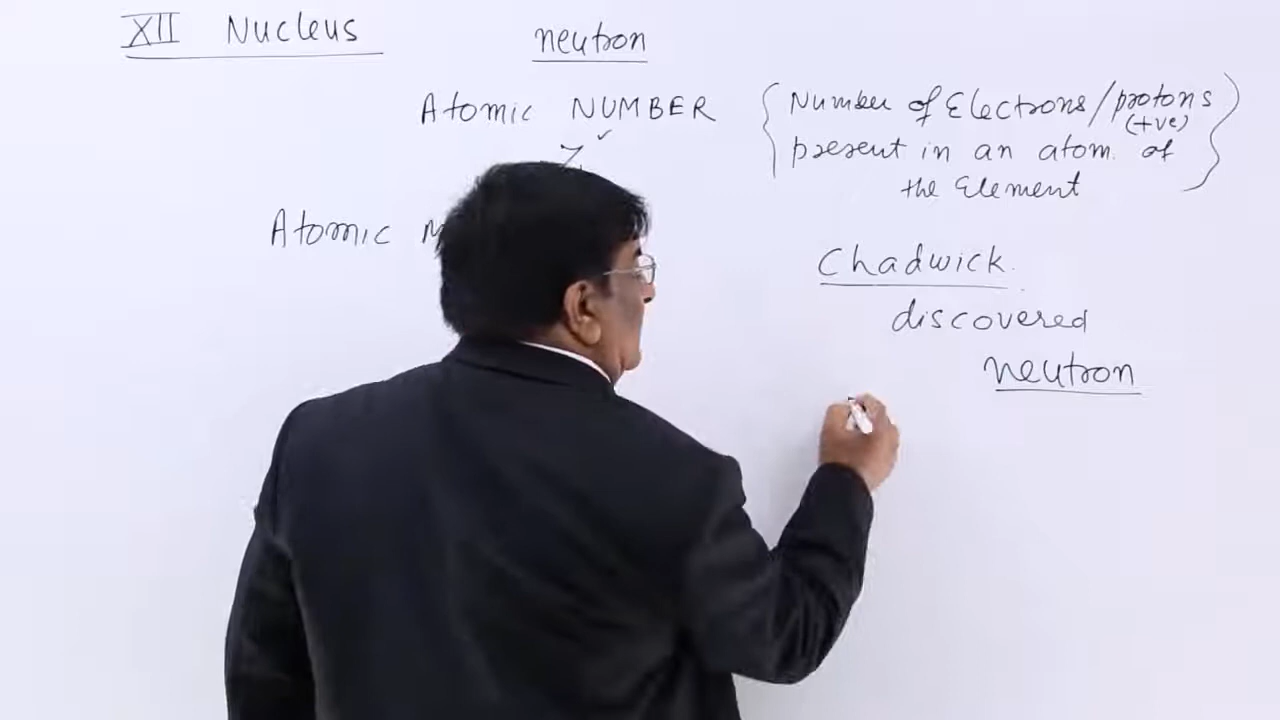 XII Nucleus
neutron
Atomic NUMBER
Z
{ Number of Electrons/protons
(+ve)
present in an atom. of
the Element }
Atomic
Chadwick.
discovered
neutron